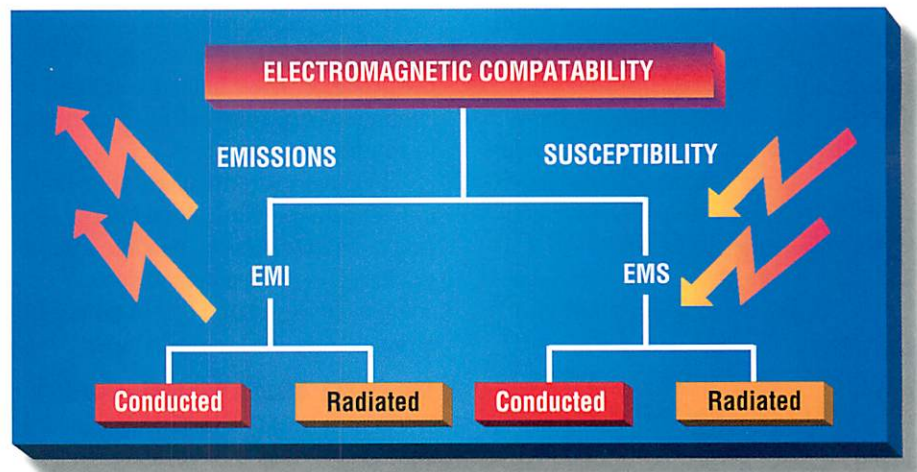 ELECTROMAGNETIC COMPATABILITY
EMISSIONS
SUSCEPTIBILITY
EMI
EMS
Conducted
Radiated
Conducted
Radiated